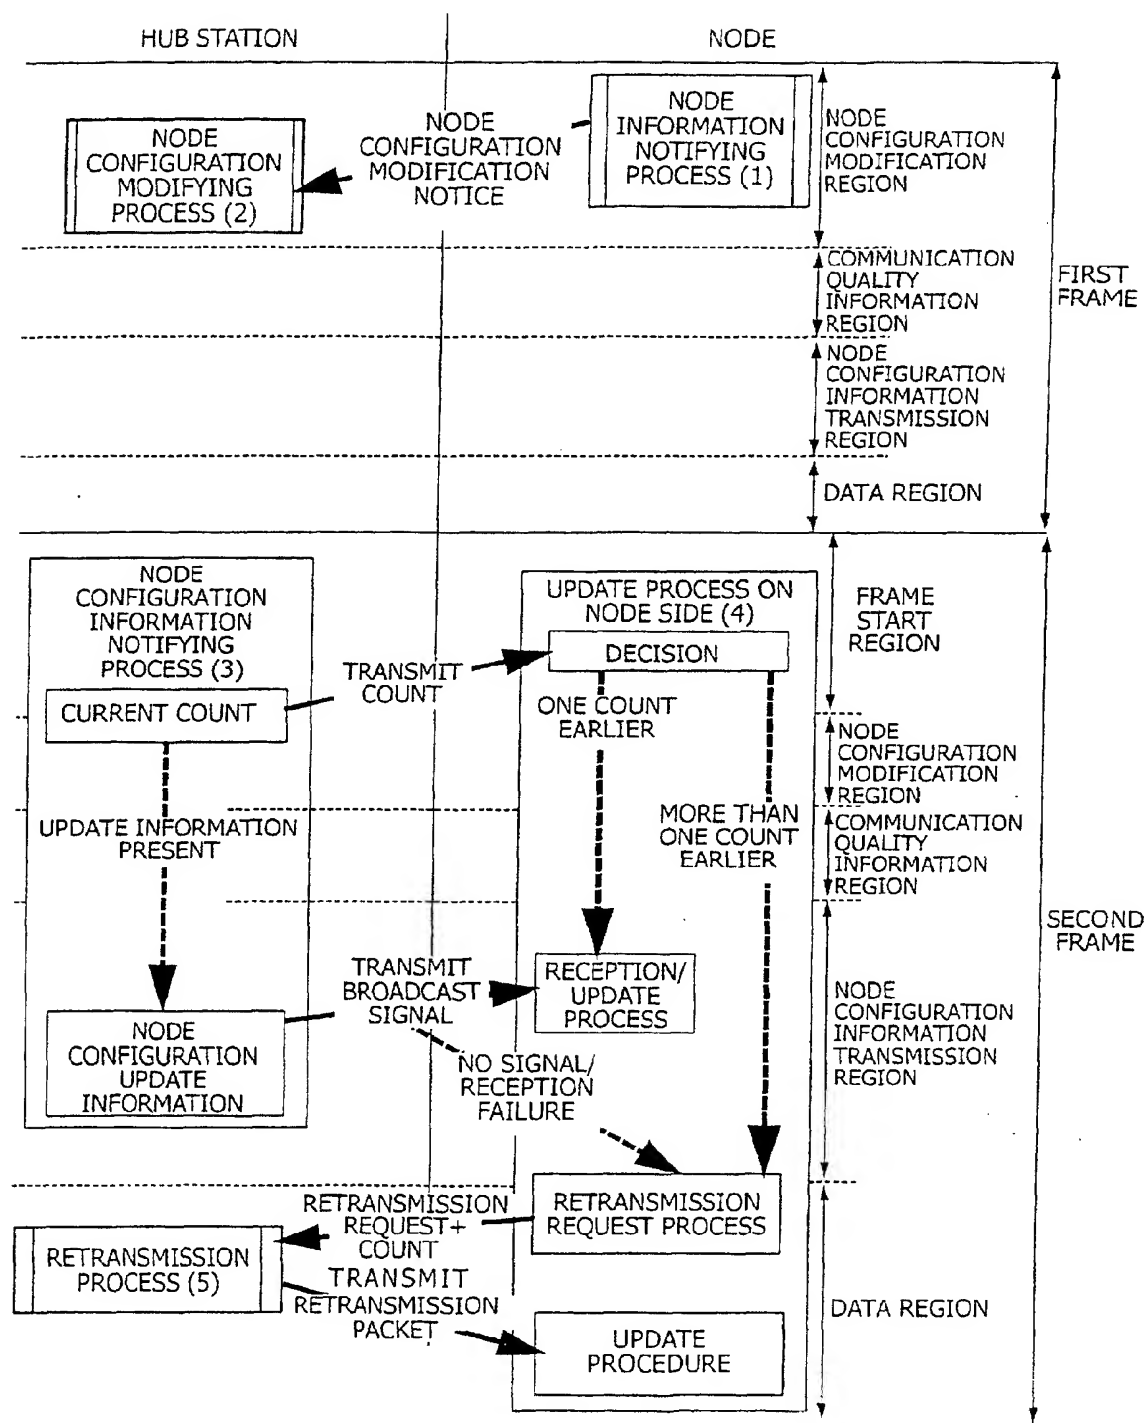 HUB STATION
NODE
NODE
INFORMATION
NOTIFYING
PROCESS (1)
NODE
CONFIGURATION
MODIFICATION
NOTICE
NODE
CONFIGURATION
MODIFYING
PROCESS (2)
NODE
CONFIGURATION
MODIFICATION
REGION
COMMUNICATION
QUALITY
INFORMATION
REGION
NODE
CONFIGURATION
INFORMATION
TRANSMISSION
REGION
DATA REGION
FIRST
FRAME
NODE
CONFIGURATION
INFORMATION
NOTIFYING
PROCESS (3)
CURRENT COUNT
UPDATE INFORMATION
PRESENT
NODE
CONFIGURATION
UPDATE
INFORMATION
TRANSMIT
COUNT
UPDATE PROCESS ON
NODE SIDE (4)
DECISION
ONE COUNT
EARLIER
MORE THAN
ONE COUNT
EARLIER
TRANSMIT
BROADCAST
SIGNAL
RECEPTION/
UPDATE
PROCESS
NO SIGNAL/
RECEPTION
FAILURE
RETRANSMISSION
REQUEST PROCESS
RETRANSMISSION
REQUEST+
COUNT
RETRANSMISSION
PROCESS (5)
TRANSMIT
RETRANSMISSION
PACKET
UPDATE
PROCEDURE
FRAME
START
REGION
NODE
CONFIGURATION
MODIFICATION
REGION
COMMUNICATION
QUALITY
INFORMATION
REGION
NODE
CONFIGURATION
INFORMATION
TRANSMISSION
REGION
DATA REGION
SECOND
FRAME